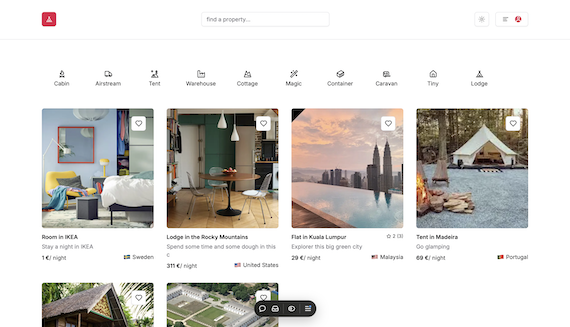 find a property...
Cabin
Airstream
Tent
Warehouse
Cottage
Magic
Container
Caravan
Tiny
Lodge
Room in IKEA
Stay a night in IKEA
1 €/ night
Sweden
Lodge in the Rocky Mountains
Spend some time and some dough in this
c
311 €/ night
United States
Flat in Kuala Lumpur
2 (3)
Explorer this big green city
29 €/ night
Malaysia
Tent in Madeira
Go glamping
69 €/ night
Portugal